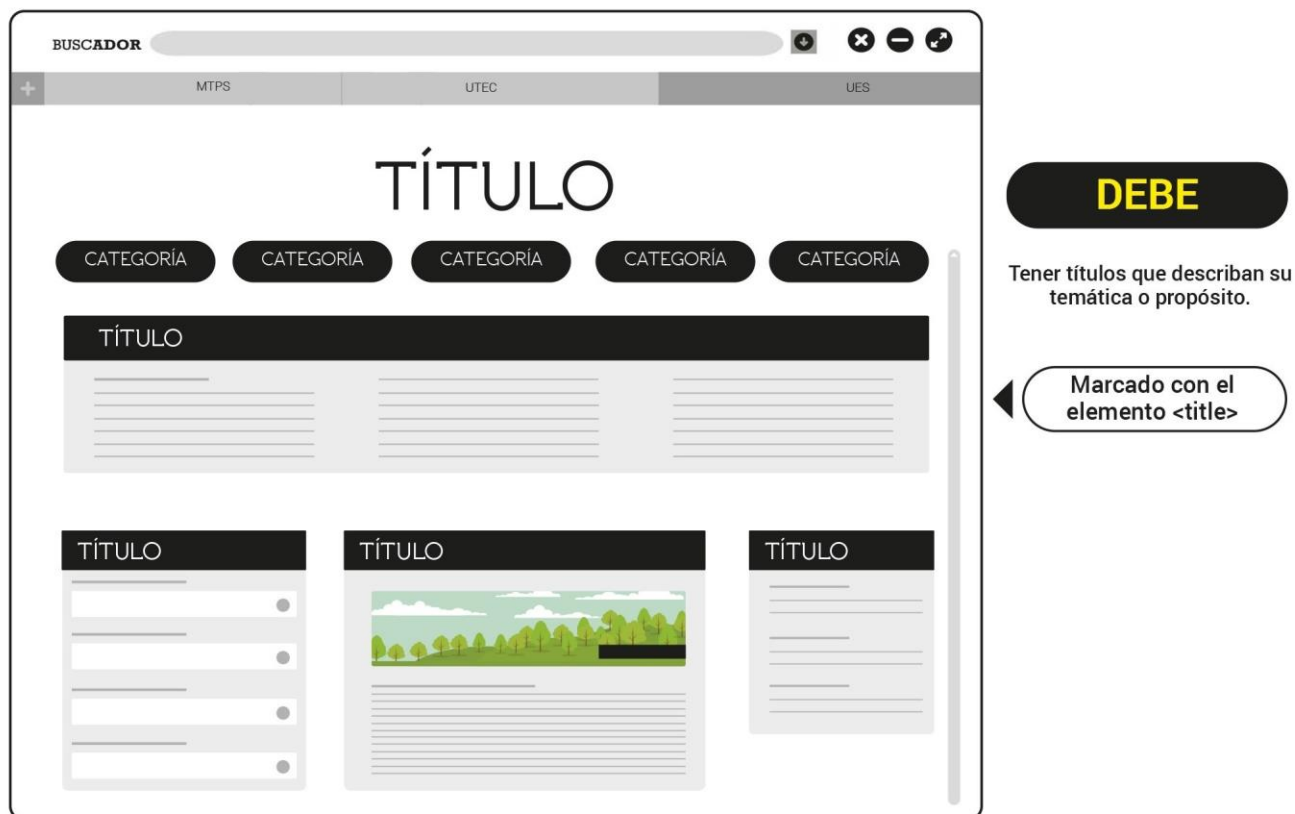 BUSCADOR
MTPS
UTEC
UES
TÍTULO
CATEGORÍA
CATEGORÍA
CATEGORÍA
CATEGORÍA
CATEGORÍA
TÍTULO
TÍTULO
TÍTULO
TÍTULO
DEBE
Tener títulos que describan su
temática o propósito.
Marcado con el
elemento <title>